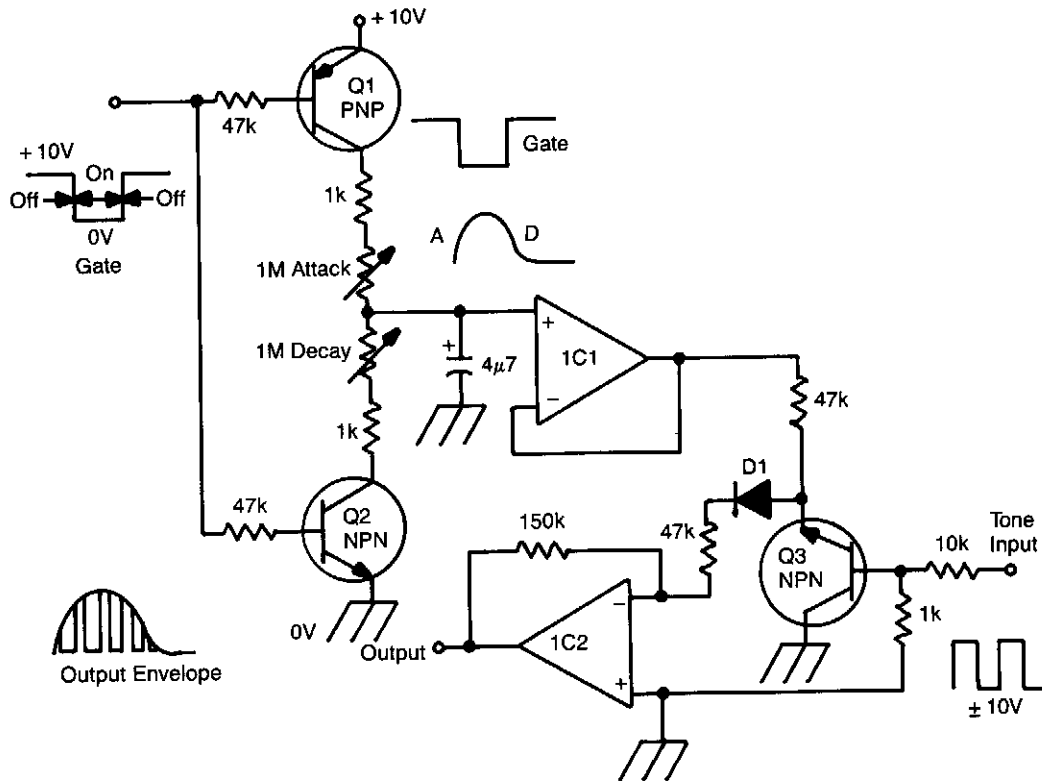 + 10V
Q1
PNP
47k
Gate
+ 10V
On
Off
Off
0V
Gate
1k
A
D
1M Attack
+
1C1
−
1M Decay
+
4µ7
47k
1k
D1
47k
Q2
NPN
150k
47k
Q3
NPN
Tone
Input
10k
−
1k
0V
Output
1C2
+
Output Envelope
± 10V